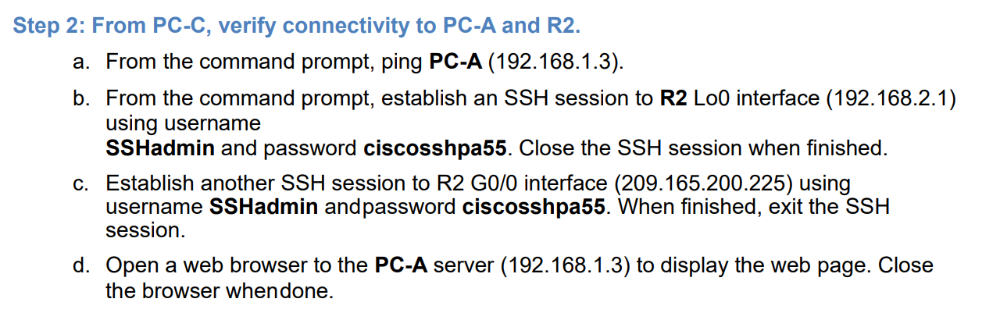 Step 2: From PC-C, verify connectivity to PC-A and R2.
a. From the command prompt, ping PC-A (192.168.1.3).
b. From the command prompt, establish an SSH session to R2 Lo0 interface (192.168.2.1)
using username
SSHadmin and password ciscosshpa55. Close the SSH session when finished.
c. Establish another SSH session to R2 G0/0 interface (209.165.200.225) using
username SSHadmin andpassword ciscosshpa55. When finished, exit the SSH
session.
d. Open a web browser to the PC-A server (192.168.1.3) to display the web page. Close
the browser whendone.